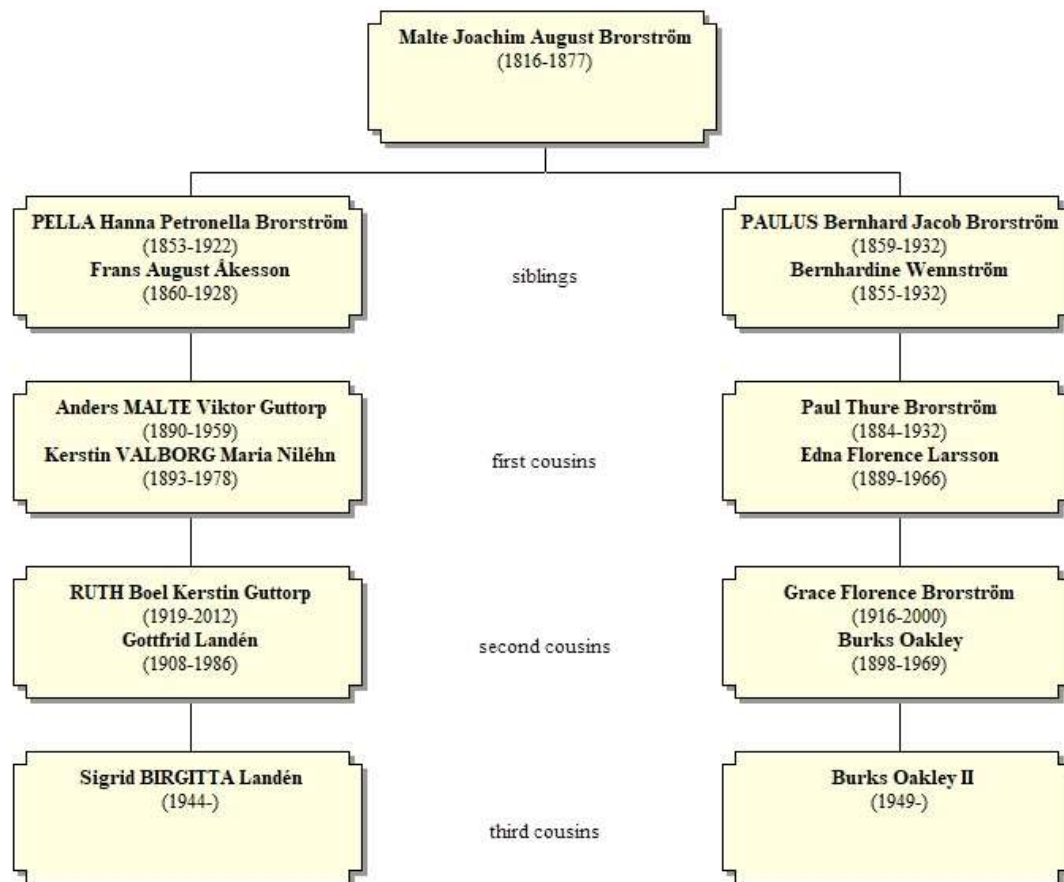 Malte Joachim August Brorström
(1816-1877)
PELLA Hanna Petronella Brorström
(1853-1922)
Frans August Åkesson
(1860-1928)
siblings
PAULUS Bernhard Jacob Brorström
(1859-1932)
Bernhardine Wennström
(1855-1932)
Anders MALTE Viktor Guttorp
(1890-1959)
Kerstin VALBORG Maria Niléhn
(1893-1978)
first cousins
Paul Thure Brorström
(1884-1932)
Edna Florence Larsson
(1889-1966)
RUTH Boel Kerstin Guttorp
(1919-2012)
Gottfrid Landén
(1908-1986)
second cousins
Grace Florence Brorström
(1916-2000)
Burks Oakley
(1898-1969)
Sigrid BIRGITTA Landén
(1944-)
third cousins
Burks Oakley II
(1949-)